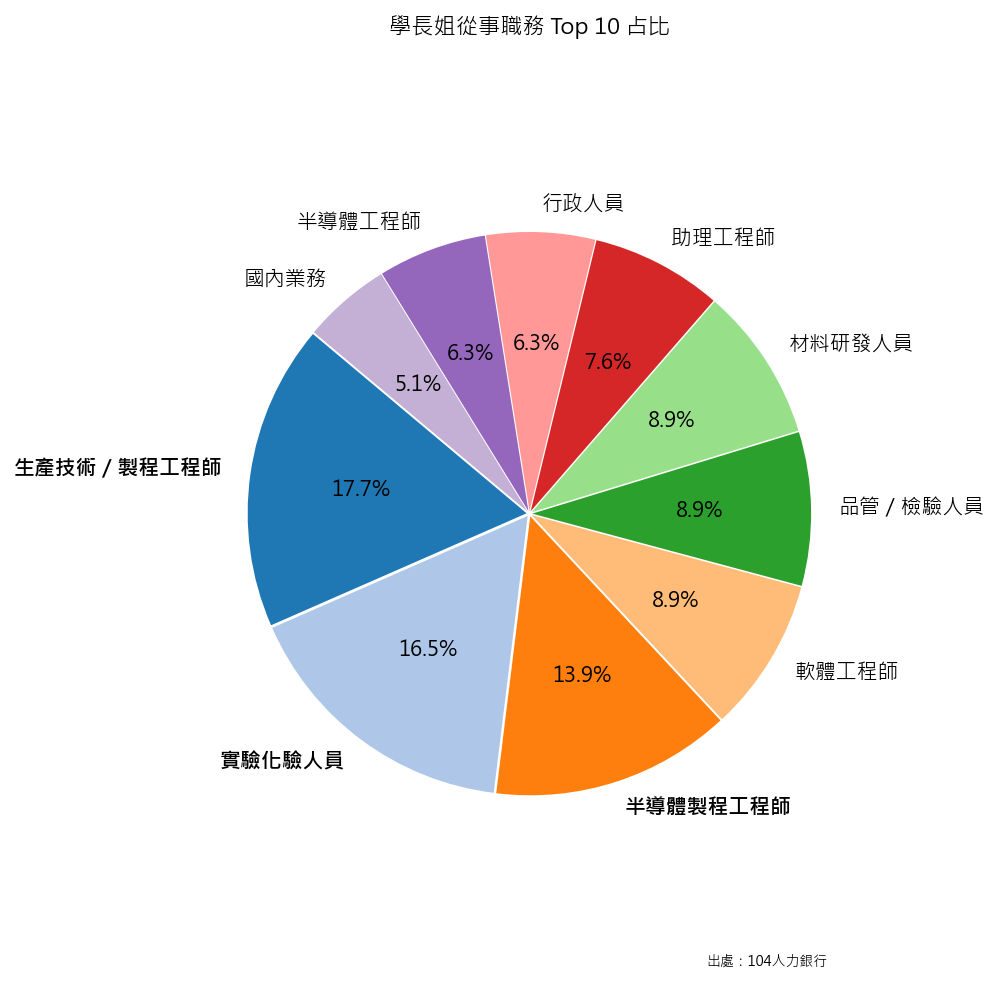 學長姐從事職務 Top 10 占比
行政人員
半導體工程師
助理工程師
國內業務
材料研發人員
6.3%
6.3%
7.6%
5.1%
8.9%
生產技術 / 製程工程師
17.7%
8.9%
品管 / 檢驗人員
8.9%
16.5%
13.9%
軟體工程師
實驗化驗人員
半導體製程工程師
出處：104人力銀行